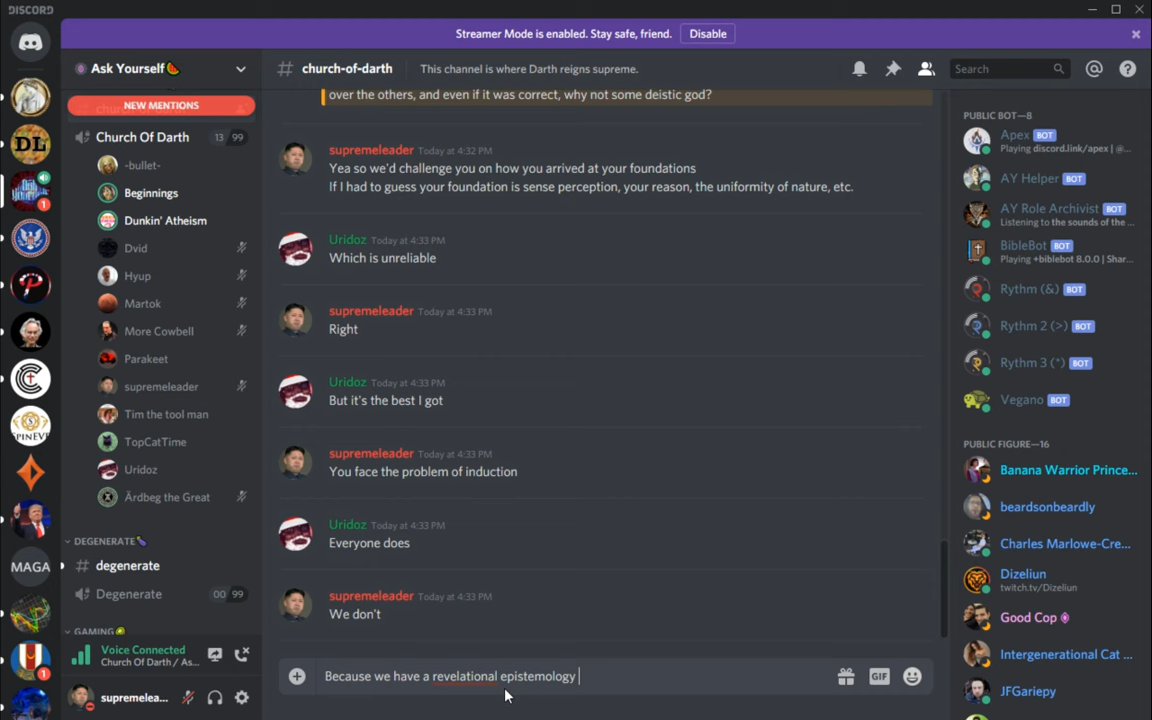 DISCORD
Streamer Mode is enabled. Stay safe, friend. Disable
Ask Yourself🍉
# church-of-darth This channel is where Darth reigns supreme.
Search
NEW MENTIONS
Church Of Darth 13 99
-bullet-
Beginnings
Dunkin' Atheism
Dvid
Hyup
Martok
More Cowbell
Parakeet
supremeleader
Tim the tool man
TopCatTime
Uridoz
Ärdbeg the Great
DEGENERATE🍆
# degenerate
Degenerate 00 99
GAMING
Voice Connected
Church Of Darth / As...
supremelea...
DL
SPINEVE
MAGA
1
1
over the others, and even if it was correct, why not some deistic god?
supremeleader Today at 4:32 PM
Yea so we'd challenge you on how you arrived at your foundations
If I had to guess your foundation is sense perception, your reason, the uniformity of nature, etc.
Uridoz Today at 4:33 PM
Which is unreliable
supremeleader Today at 4:33 PM
Right
Uridoz Today at 4:33 PM
But it's the best I got
supremeleader Today at 4:33 PM
You face the problem of induction
Uridoz Today at 4:33 PM
Everyone does
supremeleader Today at 4:33 PM
We don't
Because we have a revelational epistemology
GIF
PUBLIC BOT—8
Apex BOT
Playing discord.link/apex | @...
AY Helper BOT
AY Role Archivist BOT
Listening to the sounds of the ...
BibleBot BOT
Playing +biblebot 8.0.0 | Shar...
Rythm (&) BOT
Rythm 2 (>) BOT
Rythm 3 (*) BOT
Vegano BOT
PUBLIC FIGURE—16
Banana Warrior Prince...
beardsonbeardly
Charles Marlowe-Cre...
Dizeliun
twitch.tv/Dizeliun
Good Cop
Intergenerational Cat ...
JFGariepy